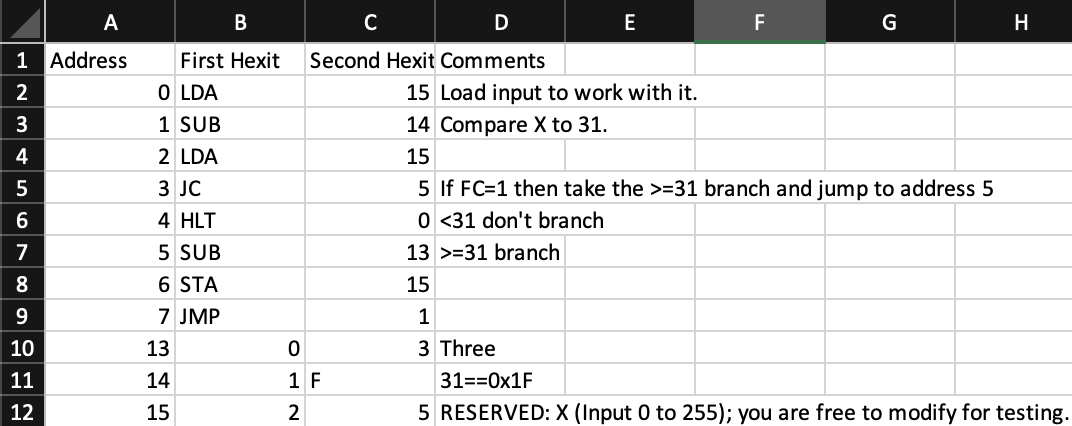 A B C D E F G H
1 Address First Hexit Second Hexit Comments
2 0 LDA 15 Load input to work with it.
3 1 SUB 14 Compare X to 31.
4 2 LDA 15
5 3 JC 5 If FC=1 then take the >=31 branch and jump to address 5
6 4 HLT 0 <31 don't branch
7 5 SUB 13 >=31 branch
8 6 STA 15
9 7 JMP 1
10 13 0 3 Three
11 14 1 F 31==0x1F
12 15 2 5 RESERVED: X (Input 0 to 255); you are free to modify for testing.